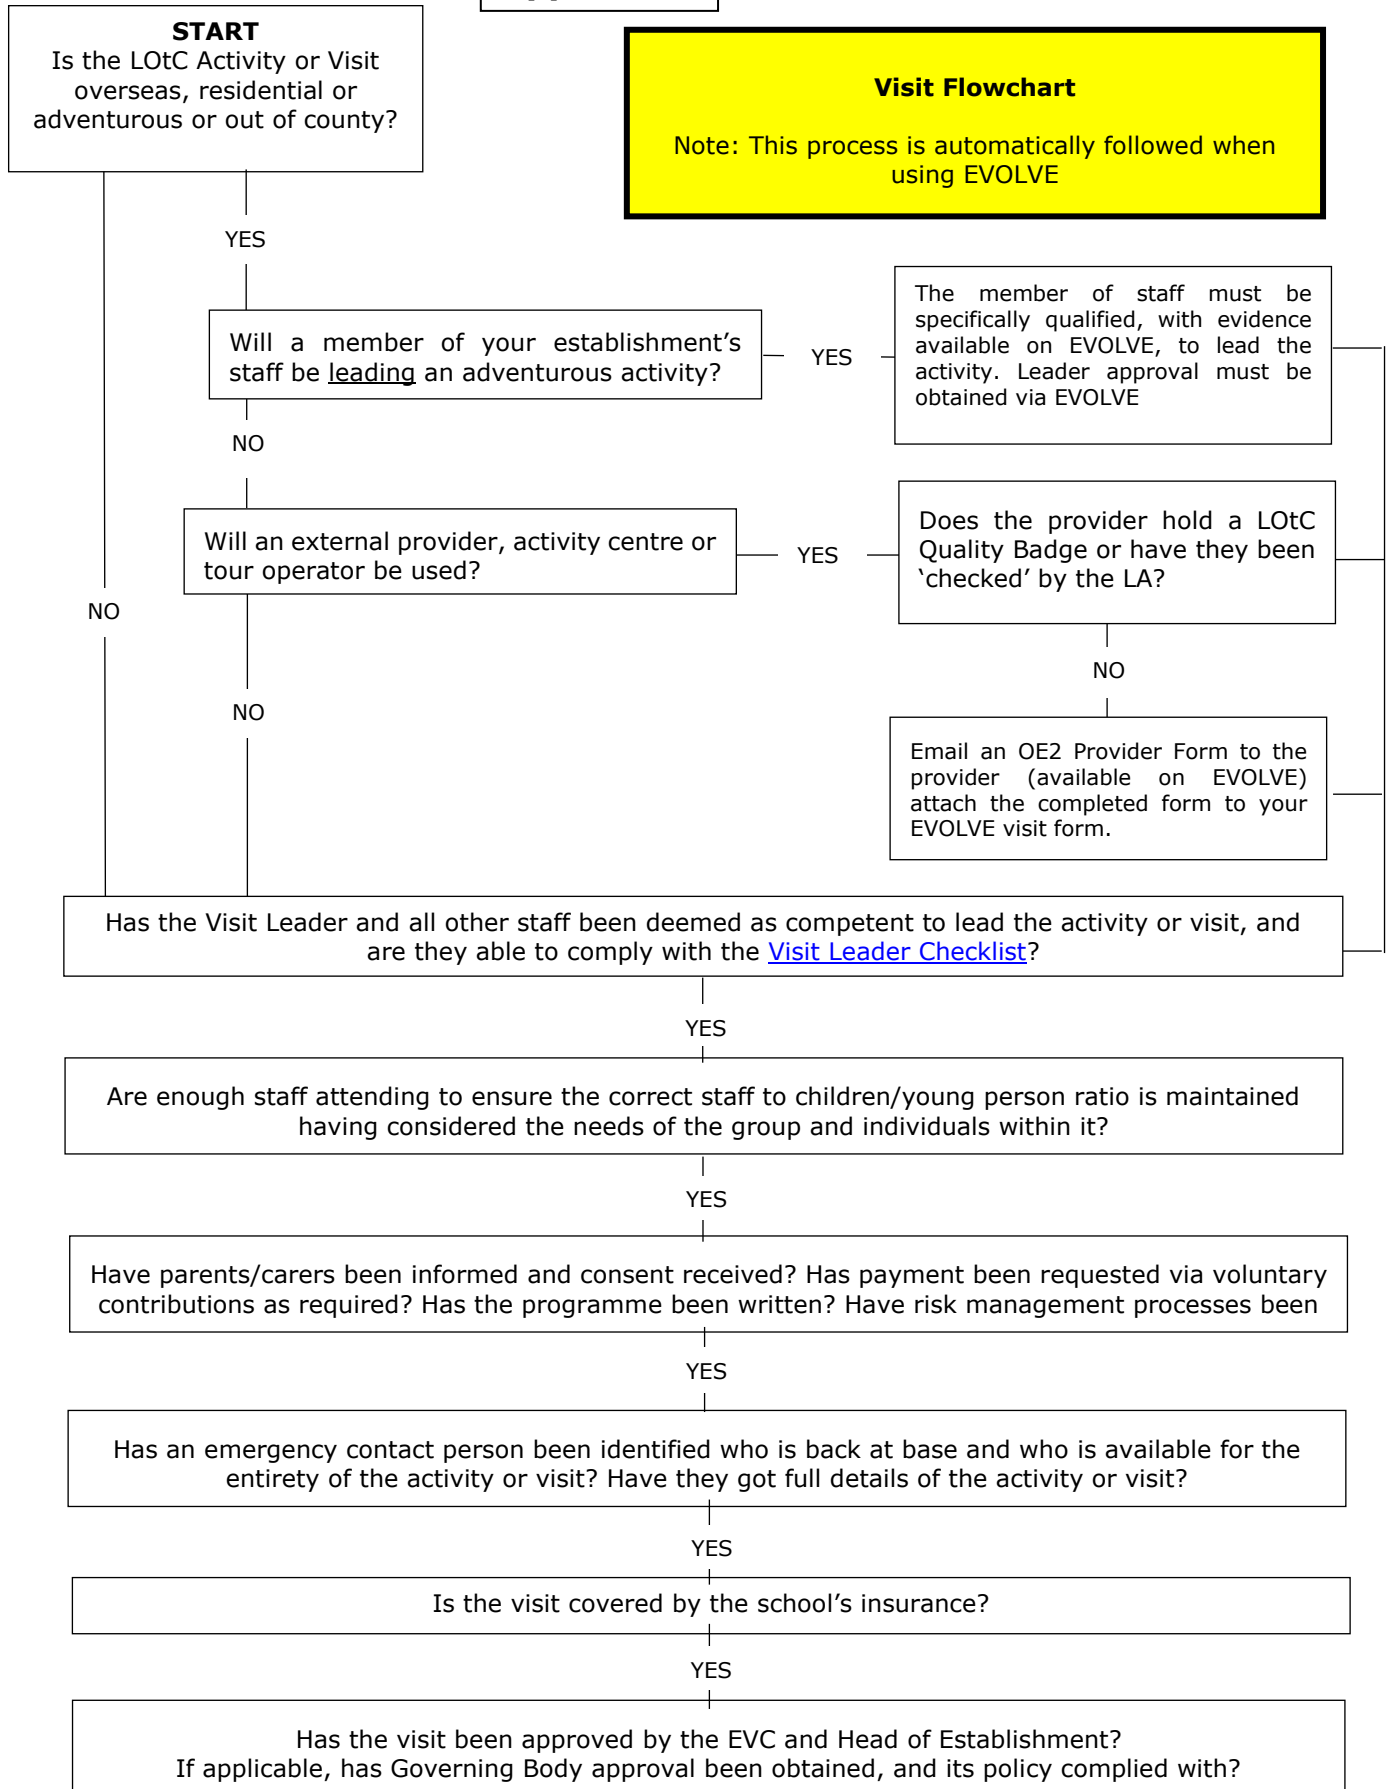 START
Is the LOtC Activity or Visit
overseas, residential or
adventurous or out of county?
Visit Flowchart
Note: This process is automatically followed when
using EVOLVE
YES
Will a member of your establishment's
staff be leading an adventurous activity?
YES
The member of staff must be
specifically qualified, with evidence
available on EVOLVE, to lead the
activity. Leader approval must be
obtained via EVOLVE
NO
Will an external provider, activity centre or
tour operator be used?
YES
Does the provider hold a LOtC
Quality Badge or have they been
‘checked’ by the LA?
NO
NO
NO
Email an OE2 Provider Form to the
provider (available on EVOLVE)
attach the completed form to your
EVOLVE visit form.
Has the Visit Leader and all other staff been deemed as competent to lead the activity or visit, and
are they able to comply with the Visit Leader Checklist?
YES
Are enough staff attending to ensure the correct staff to children/young person ratio is maintained
having considered the needs of the group and individuals within it?
YES
Have parents/carers been informed and consent received? Has payment been requested via voluntary
contributions as required? Has the programme been written? Have risk management processes been
YES
Has an emergency contact person been identified who is back at base and who is available for the
entirety of the activity or visit? Have they got full details of the activity or visit?
YES
Is the visit covered by the school's insurance?
YES
Has the visit been approved by the EVC and Head of Establishment?
If applicable, has Governing Body approval been obtained, and its policy complied with?